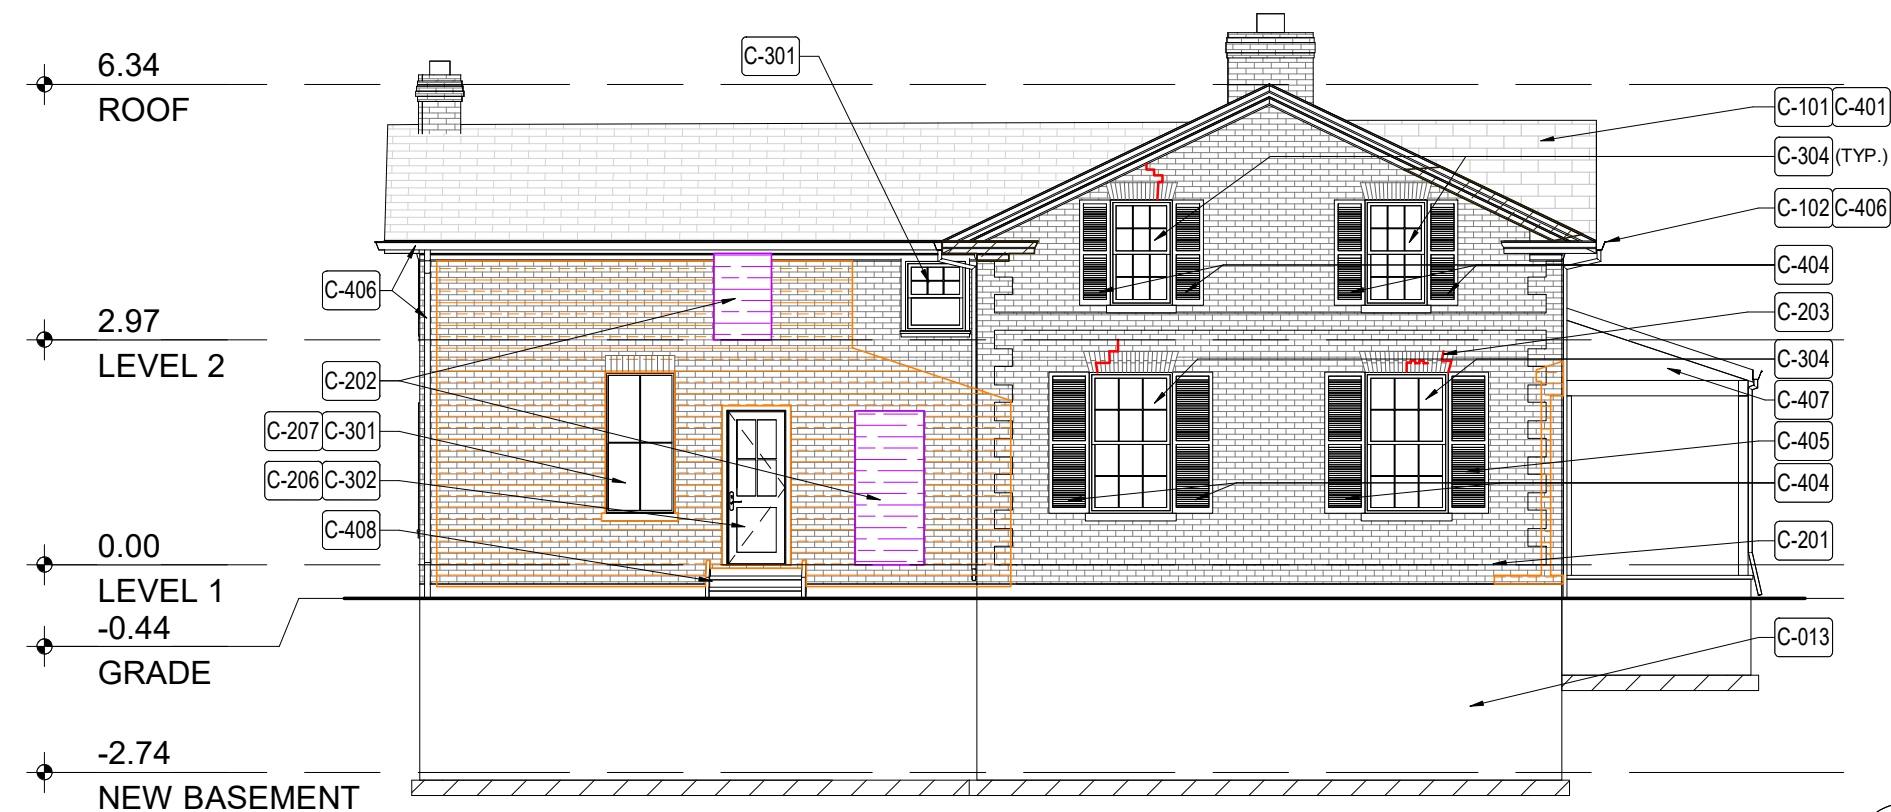 6.34
ROOF
C-301
C-101 C-401
C-304 (TYP.)
C-102 C-406
C-406
C-404
2.97
LEVEL 2
C-203
C-202
C-304
C-407
C-207 C-301
C-405
C-206 C-302
C-404
C-408
0.00
LEVEL 1
C-201
-0.44
GRADE
C-013
-2.74
NEW BASEMENT